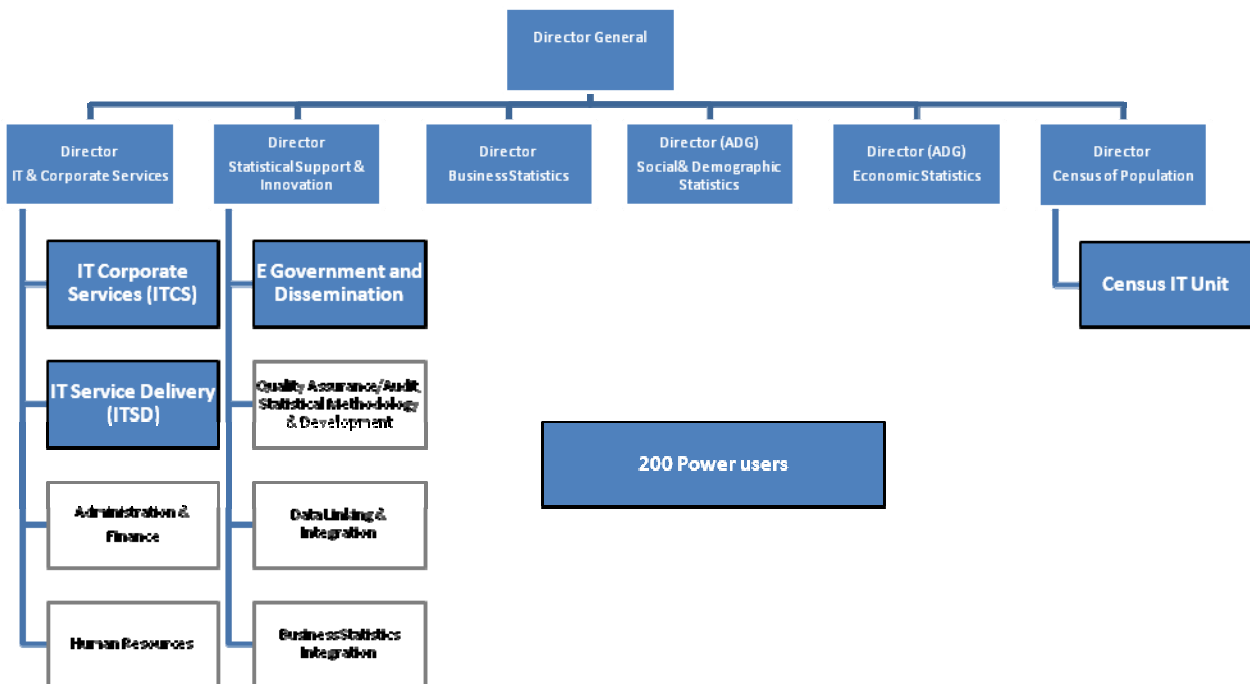 Director General
Director
IT & Corporate Services
Director
Statistical Support &
Innovation
Director
Business Statistics
Director (ADG)
Social& Demographic
Statistics
Director (ADG)
Economic Statistics
Director
Census of Population
IT Corporate
Services (ITCS)
E Government and
Dissemination
Census IT Unit
IT Service Delivery
(ITSD)
Quality Assurance/Audit,
Statistical Methodology
& Development
200 Power users
Administration &
Finance
Data Linking &
Integration
Human Resources
Business Statistics
Integration